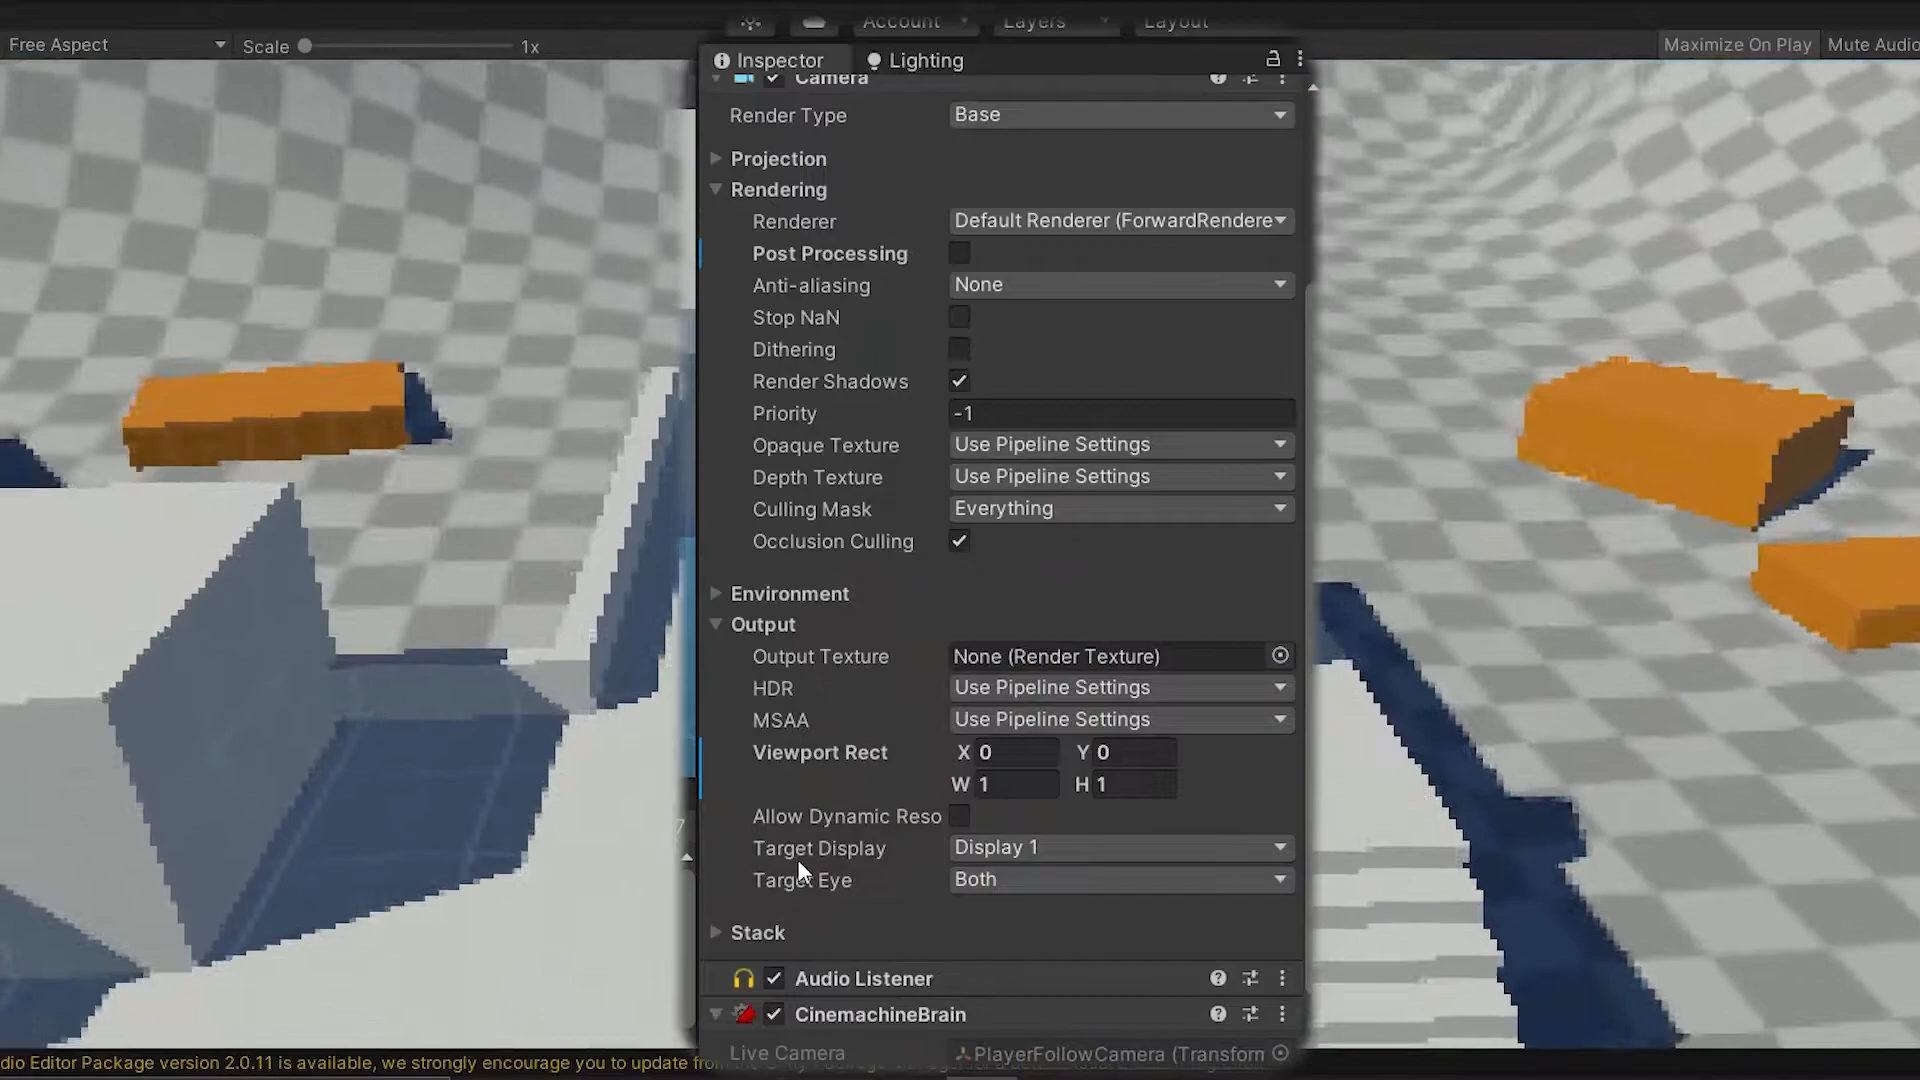 Account Layers Layout
Free Aspect Scale 1x
Maximize On Play Mute Audio
Inspector Lighting
Camera
Render Type Base
Projection
Rendering
Renderer Default Renderer (ForwardRendere
Post Processing
Anti-aliasing None
Stop NaN
Dithering
Render Shadows
Priority -1
Opaque Texture Use Pipeline Settings
Depth Texture Use Pipeline Settings
Culling Mask Everything
Occlusion Culling
Environment
Output
Output Texture None (Render Texture)
HDR Use Pipeline Settings
MSAA Use Pipeline Settings
Viewport Rect X 0 Y 0
W 1 H 1
Allow Dynamic Reso
Target Display Display 1
Target Eye Both
Stack
Audio Listener
CinemachineBrain
Live Camera PlayerFollowCamera (Transform
dio Editor Package version 2.0.11 is available, we strongly encourage you to update